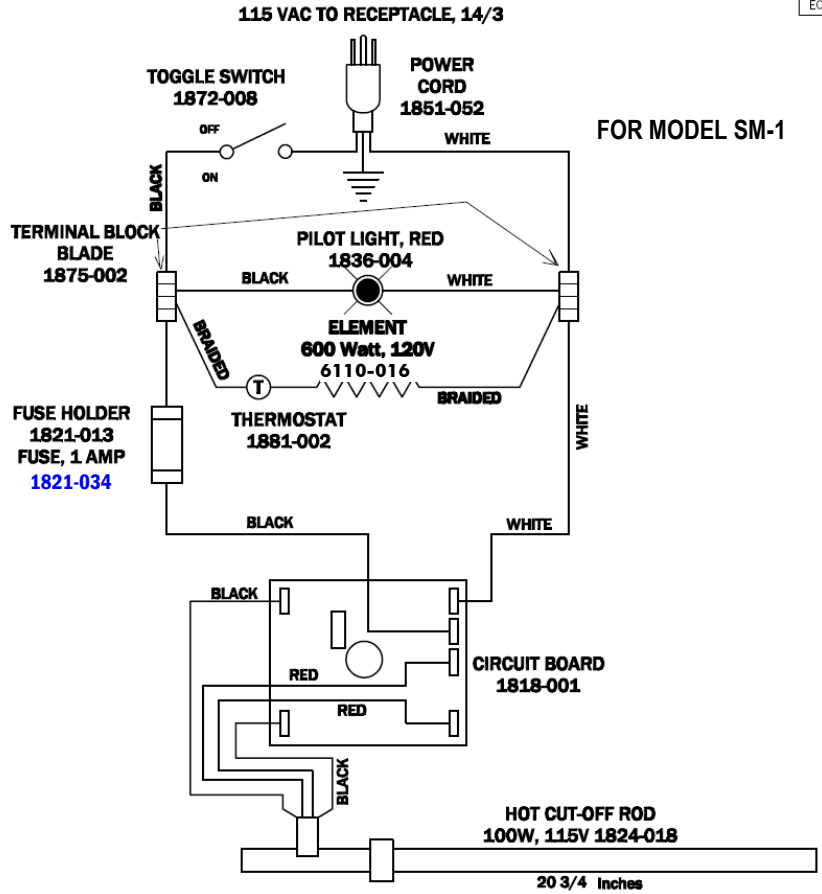 115 VAC TO RECEPTACLE, 14/3
TOGGLE SWITCH
1872-008
POWER
CORD
1851-052
FOR MODEL SM-1
OFF
ON
WHITE
BLACK
TERMINAL BLOCK
BLADE
1875-002
PILOT LIGHT, RED
1836-004
BLACK
WHITE
ELEMENT
600 Watt, 120V
6110-016
BRAIDED
T
BRAIDED
THERMOSTAT
1881-002
FUSE HOLDER
1821-013
FUSE, 1 AMP
1821-034
WHITE
BLACK
WHITE
BLACK
RED
RED
CIRCUIT BOARD
1818-001
BLACK
HOT CUT-OFF ROD
100W, 115V 1824-018
20 3/4 Inches